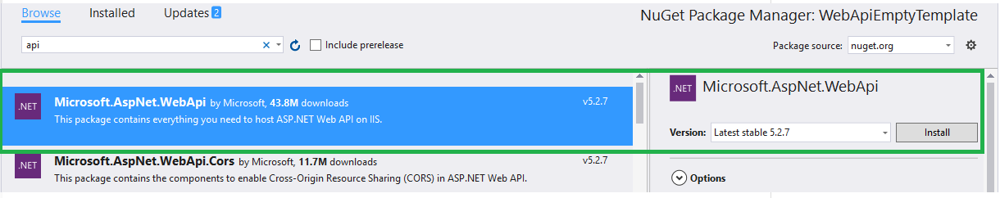 Browse Installed Updates 2 NuGet Package Manager: WebApiEmptyTemplate
api Include prerelease Package source: nuget.org
.NET Microsoft.AspNet.WebApi by Microsoft, 43.8M downloads v5.2.7
This package contains everything you need to host ASP.NET Web API on IIS.
.NET Microsoft.AspNet.WebApi
Version: Latest stable 5.2.7 Install
.NET Microsoft.AspNet.WebApi.Cors by Microsoft, 11.7M downloads v5.2.7
This package contains the components to enable Cross-Origin Resource Sharing (CORS) in ASP.NET Web API.
Options